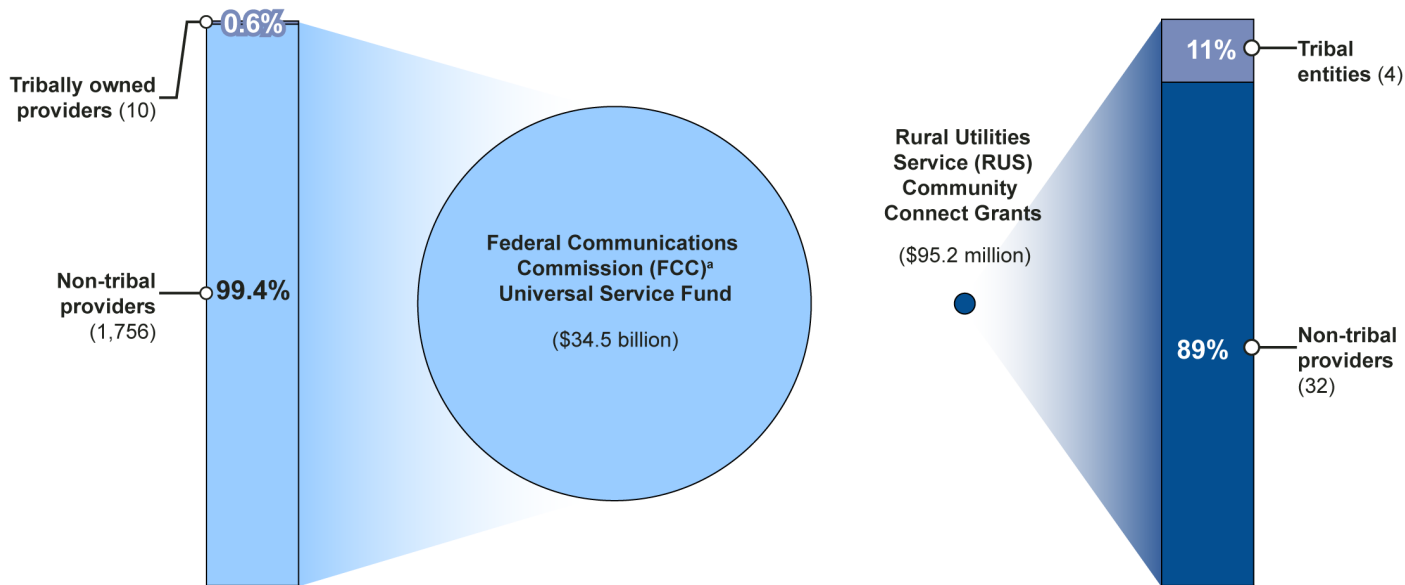 0.6%
Tribally owned
providers (10)
Non-tribal
providers
(1,756)
99.4%
Federal Communications
Commission (FCC)ᵃ
Universal Service Fund
($34.5 billion)
Rural Utilities
Service (RUS)
Community
Connect Grants
($95.2 million)
11%
Tribal
entities (4)
89%
Non-tribal
providers
(32)